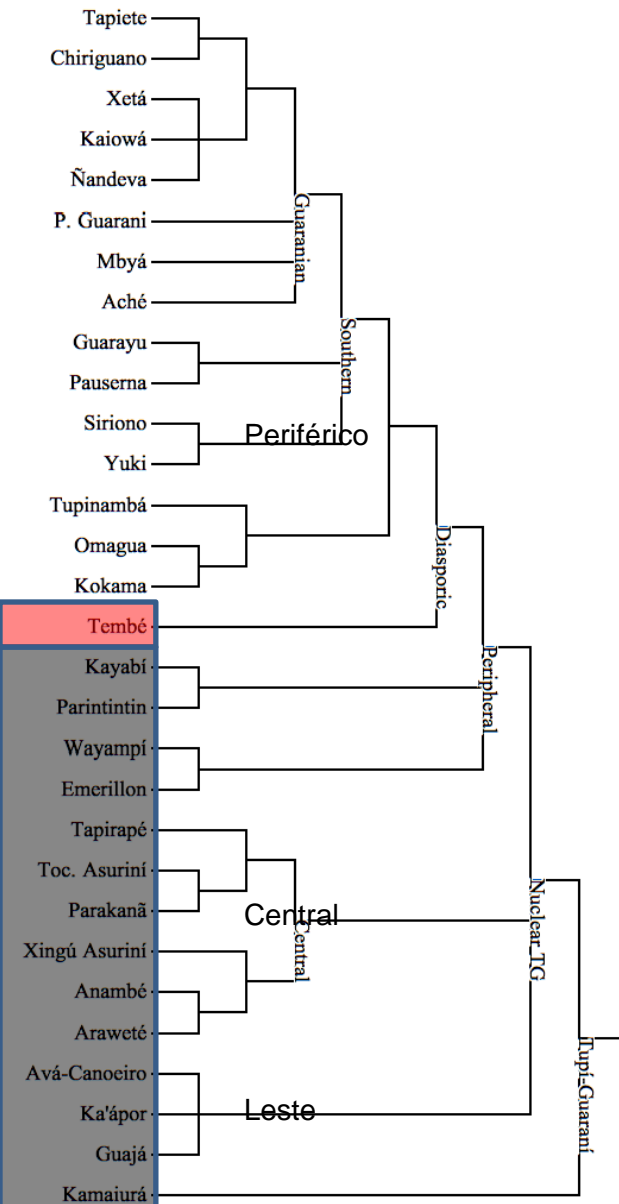 Tapiete
Chiriguano
Xetá
Kaiowá
Ñandeva
P. Guarani
Mbyá
Aché
Guarayu
Pauserna
Siriono
Yuki
Tupinambá
Omagua
Kokama
Tembé
Kayabí
Parintintin
Wayampí
Emerillon
Tapirapé
Toc. Asuriní
Parakanã
Xingú Asuriní
Anambé
Araweté
Avá-Canoeiro
Ka'ápor
Guajá
Kamaiurá
Guaranian
Southern
Periférico
Diasporic
Peripheral
Central
Central
Nuclear_TG
Leste
Tupí-Guaraní